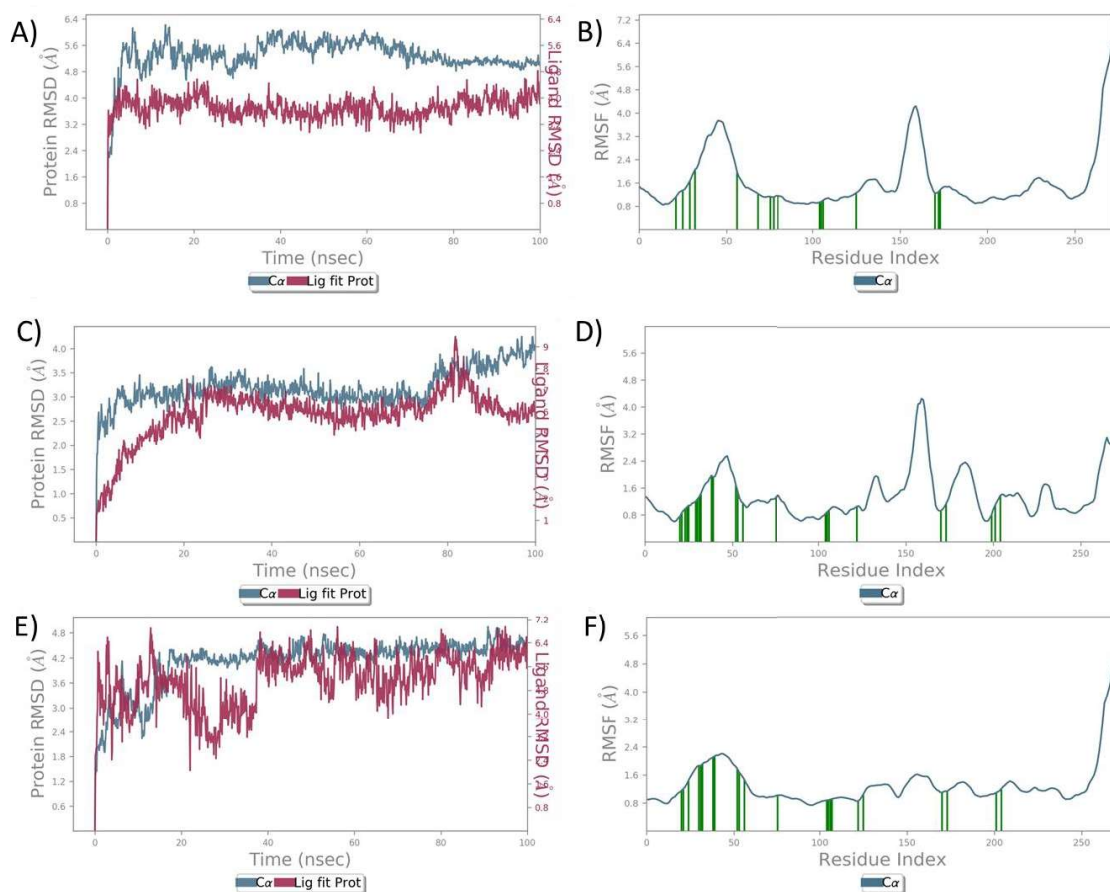 A)
Protein RMSD (Å)
6.4
5.6
4.8
4.0
3.2
2.4
1.6
0.8
6.4
5.6
0.8
Ligand RMSD (Å)
0 20 40 60 80 100
Time (nsec)
Cα Lig fit Prot
B)
RMSF (Å)
7.2
6.4
5.6
4.8
4.0
3.2
2.4
1.6
0.8
0 50 100 150 200 250
Residue Index
Cα
C)
Protein RMSD (Å)
4.0
3.5
3.0
2.5
2.0
1.5
1.0
0.5
9
1
Ligand RMSD (Å)
0 20 40 60 80 100
Time (nsec)
Cα Lig fit Prot
D)
RMSF (Å)
5.6
4.8
4.0
3.2
2.4
1.6
0.8
0 50 100 150 200 250
Residue Index
Cα
E)
Protein RMSD (Å)
4.8
4.2
3.6
3.0
2.4
1.8
1.2
0.6
7.2
6.4
4.0
0.8
Ligand RMSD (Å)
0 20 40 60 80 100
Time (nsec)
Cα Lig fit Prot
F)
RMSF (Å)
5.6
4.8
4.0
3.2
2.4
1.6
0.8
0 50 100 150 200 250
Residue Index
Cα